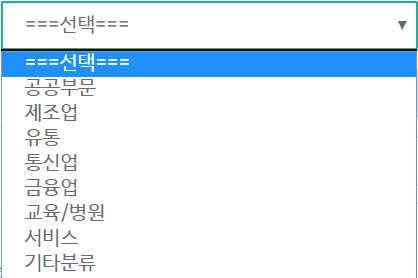 ===선택===
===선택===
공공부문
제조업
유통
통신업
금융업
교육/병원
서비스
기타분류